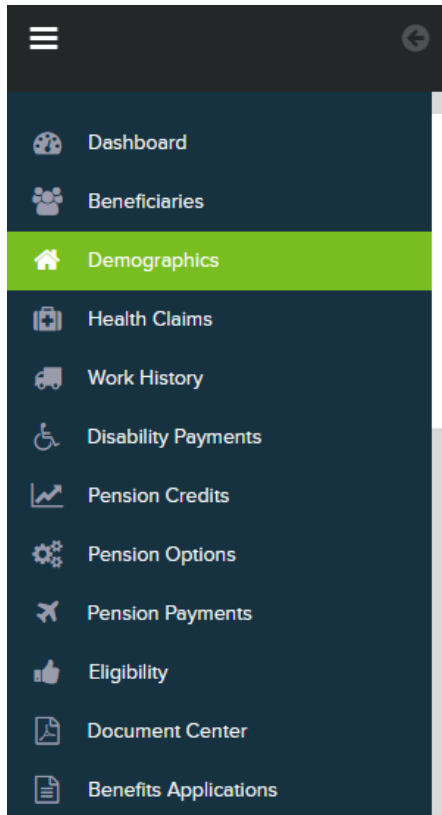 Dashboard
Beneficiaries
Demographics
Health Claims
Work History
Disability Payments
Pension Credits
Pension Options
Pension Payments
Eligibility
Document Center
Benefits Applications